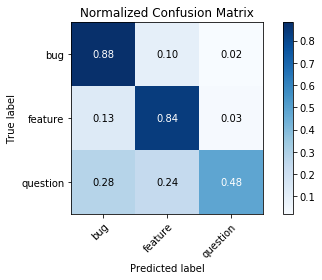 Normalized Confusion Matrix
True label
bug
0.88 0.10 0.02
feature
0.13 0.84 0.03
question
0.28 0.24 0.48
bug
feature
question
Predicted label
0.8
0.7
0.6
0.5
0.4
0.3
0.2
0.1